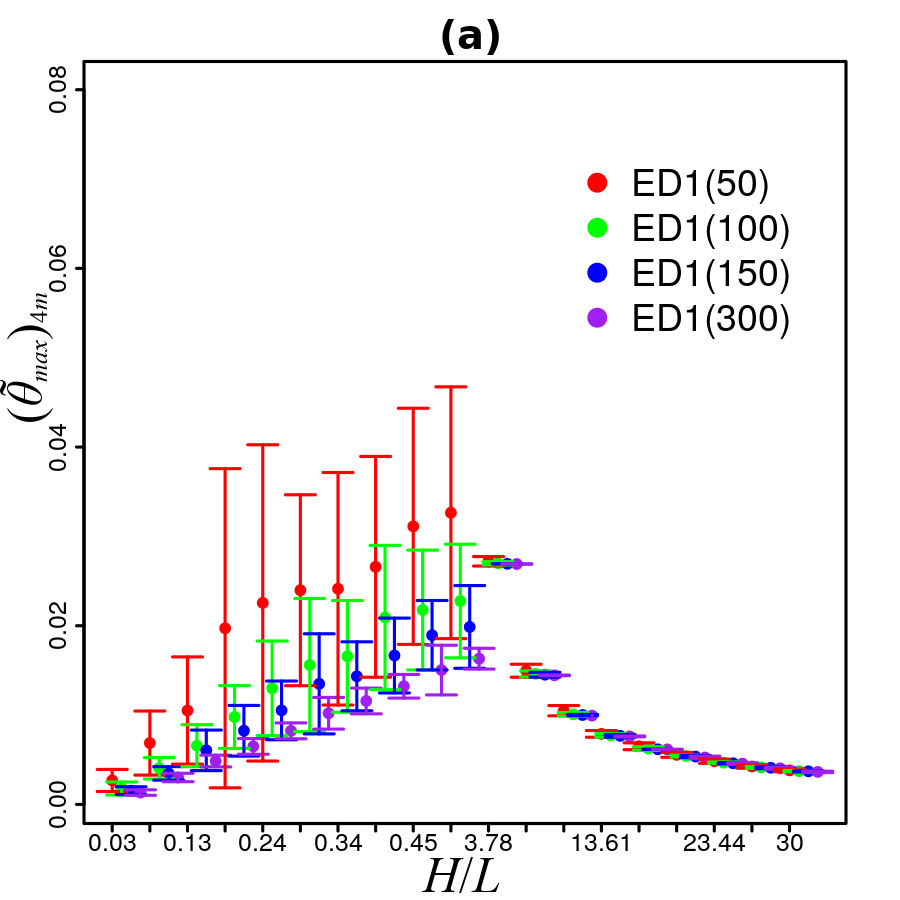 (a)
0.08
0.06
0.04
0.02
0.00
(θ̃max)4m
ED1(50)
ED1(100)
ED1(150)
ED1(300)
0.03 0.13 0.24 0.34 0.45 3.78 13.61 23.44 30
H/L